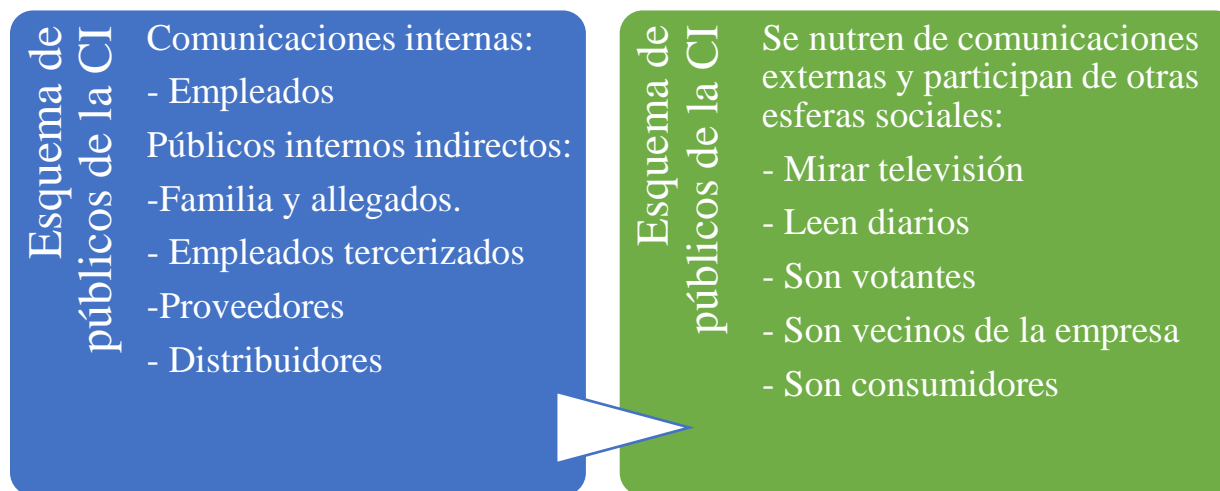 Esquema de
públicos de la CI
Comunicaciones internas:
- Empleados
Públicos internos indirectos:
-Familia y allegados.
- Empleados tercerizados
-Proveedores
- Distribuidores
Esquema de
públicos de la CI
Se nutren de comunicaciones
externas y participan de otras
esferas sociales:
- Mirar televisión
- Leen diarios
- Son votantes
- Son vecinos de la empresa
- Son consumidores